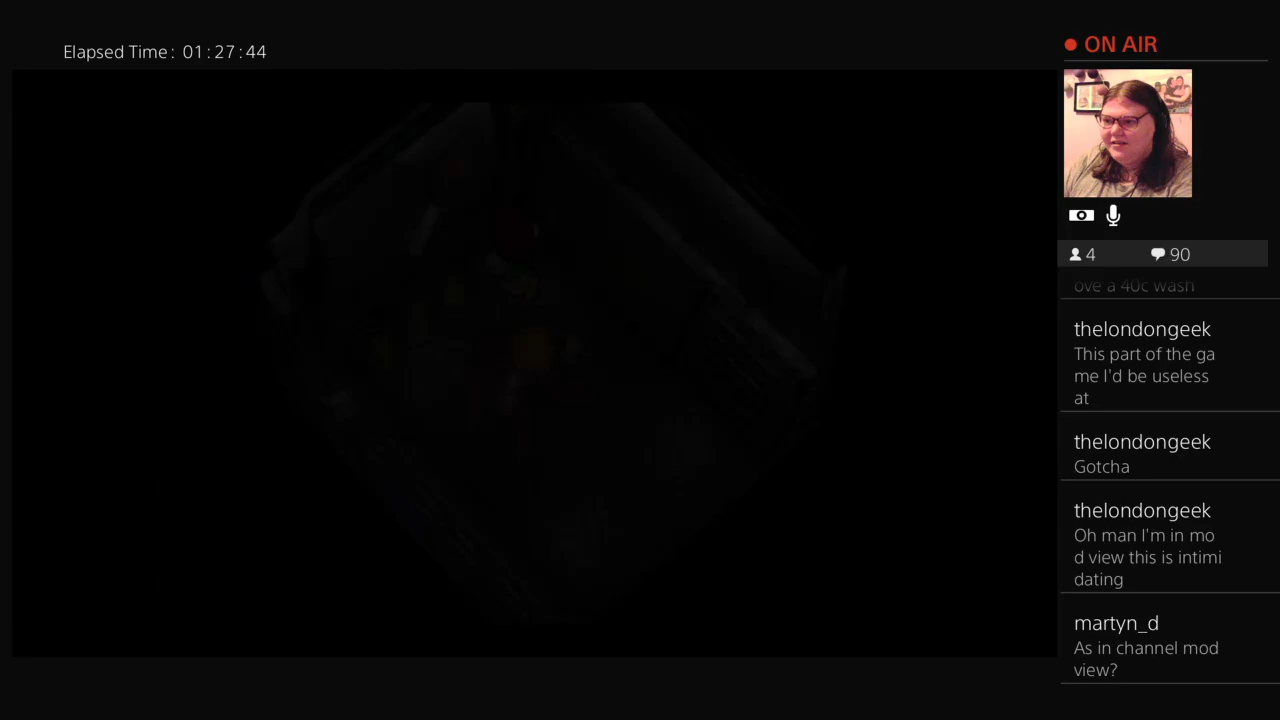 Elapsed Time: 01:27:44
ON AIR
4 90
ove a 40c wash
thelondongeek
This part of the ga
me I'd be useless
at
thelondongeek
Gotcha
thelondongeek
Oh man I'm in mo
d view this is intimi
dating
martyn_d
As in channel mod
view?